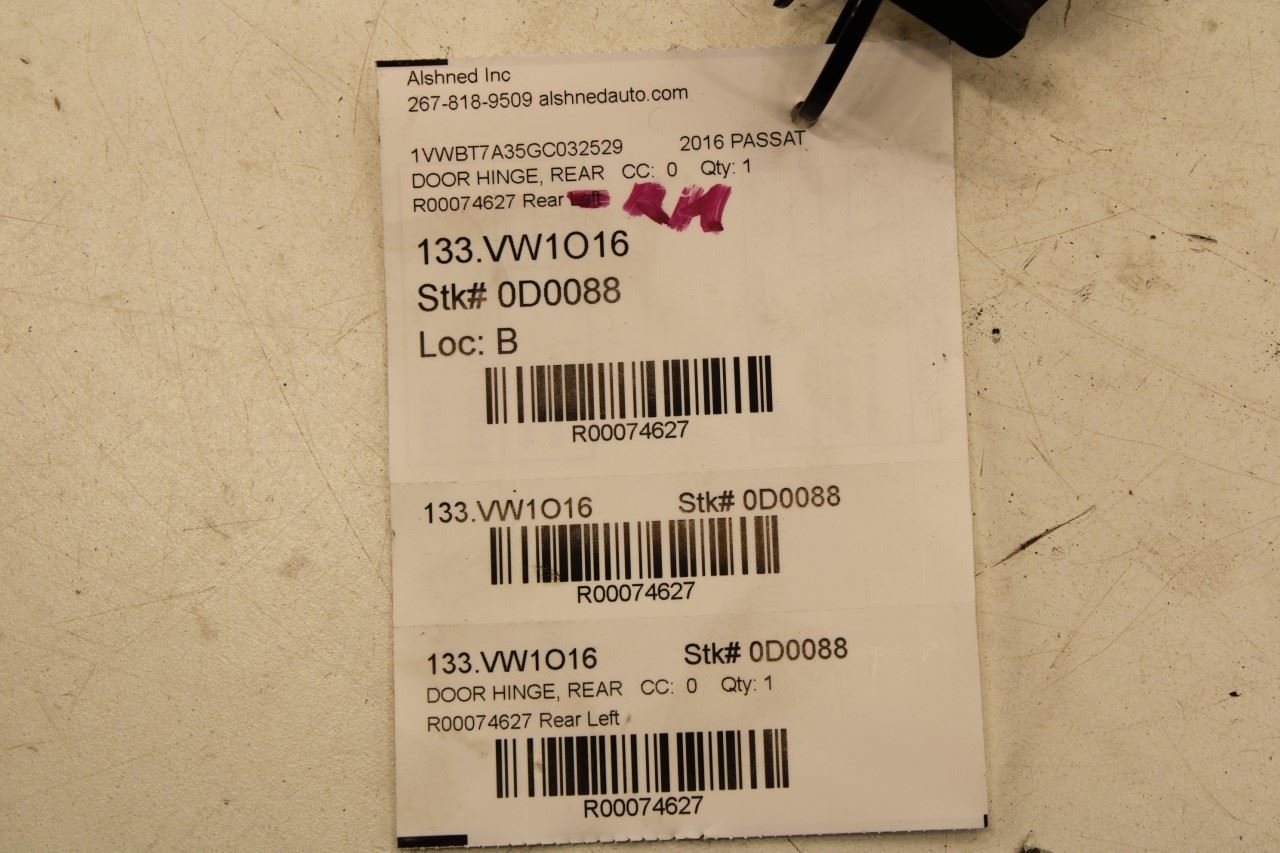 Alshned Inc
267-818-9509 alshnedauto.com
1VWBT7A35GC032529 2016 PASSAT
DOOR HINGE, REAR CC: 0 Qty: 1
R00074627 Rear Left
133.VW1O16
Stk# 0D0088
Loc: B
R00074627
133.VW1O16 Stk# 0D0088
R00074627
133.VW1O16 Stk# 0D0088
DOOR HINGE, REAR CC: 0 Qty: 1
R00074627 Rear Left
R00074627